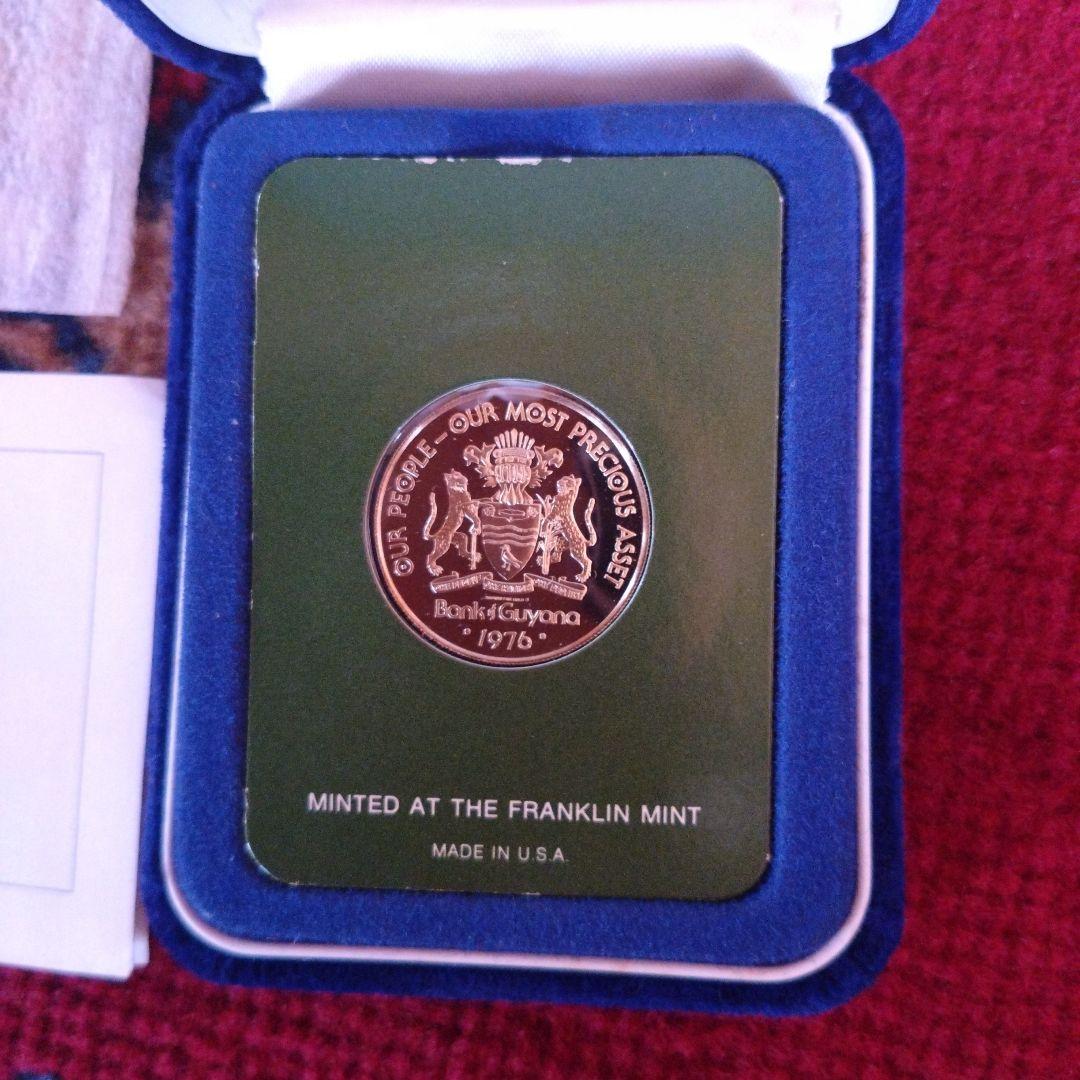 OUR PEOPLE – OUR MOST PRECIOUS ASSET
Bank of Guyana
• 1976 •
MINTED AT THE FRANKLIN MINT
MADE IN U.S.A.